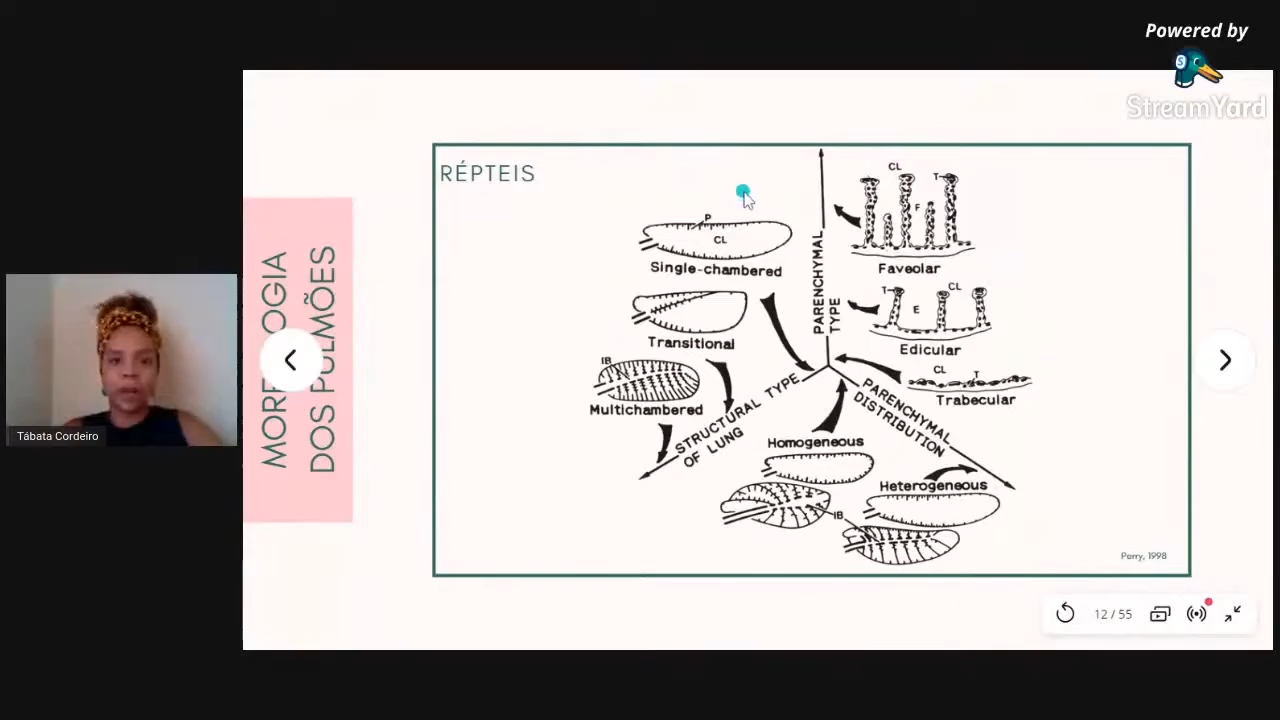 Powered by
S
StreamYard
MORFOLOGIA
DOS PULMÕES
RÉPTEIS
P
CL
Single-chambered
Transitional
IB
Multichambered
STRUCTURAL TYPE
OF LUNG
PARENCHYMAL
TYPE
CL
T
F
Faveolar
T
CL
E
Edicular
CL
T
Trabecular
PARENCHYMAL
DISTRIBUTION
Homogeneous
Heterogeneous
IB
Perry, 1998
Tábata Cordeiro
12 / 55